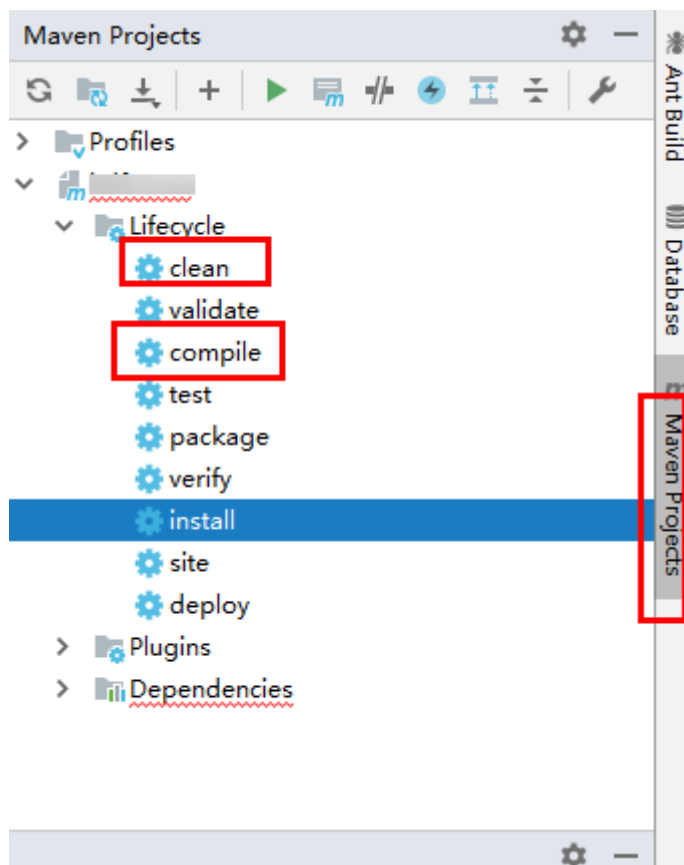 Maven Projects
Profiles
Lifecycle
clean
validate
compile
test
package
verify
install
site
deploy
Plugins
Dependencies
Ant Build
Database
Maven Projects